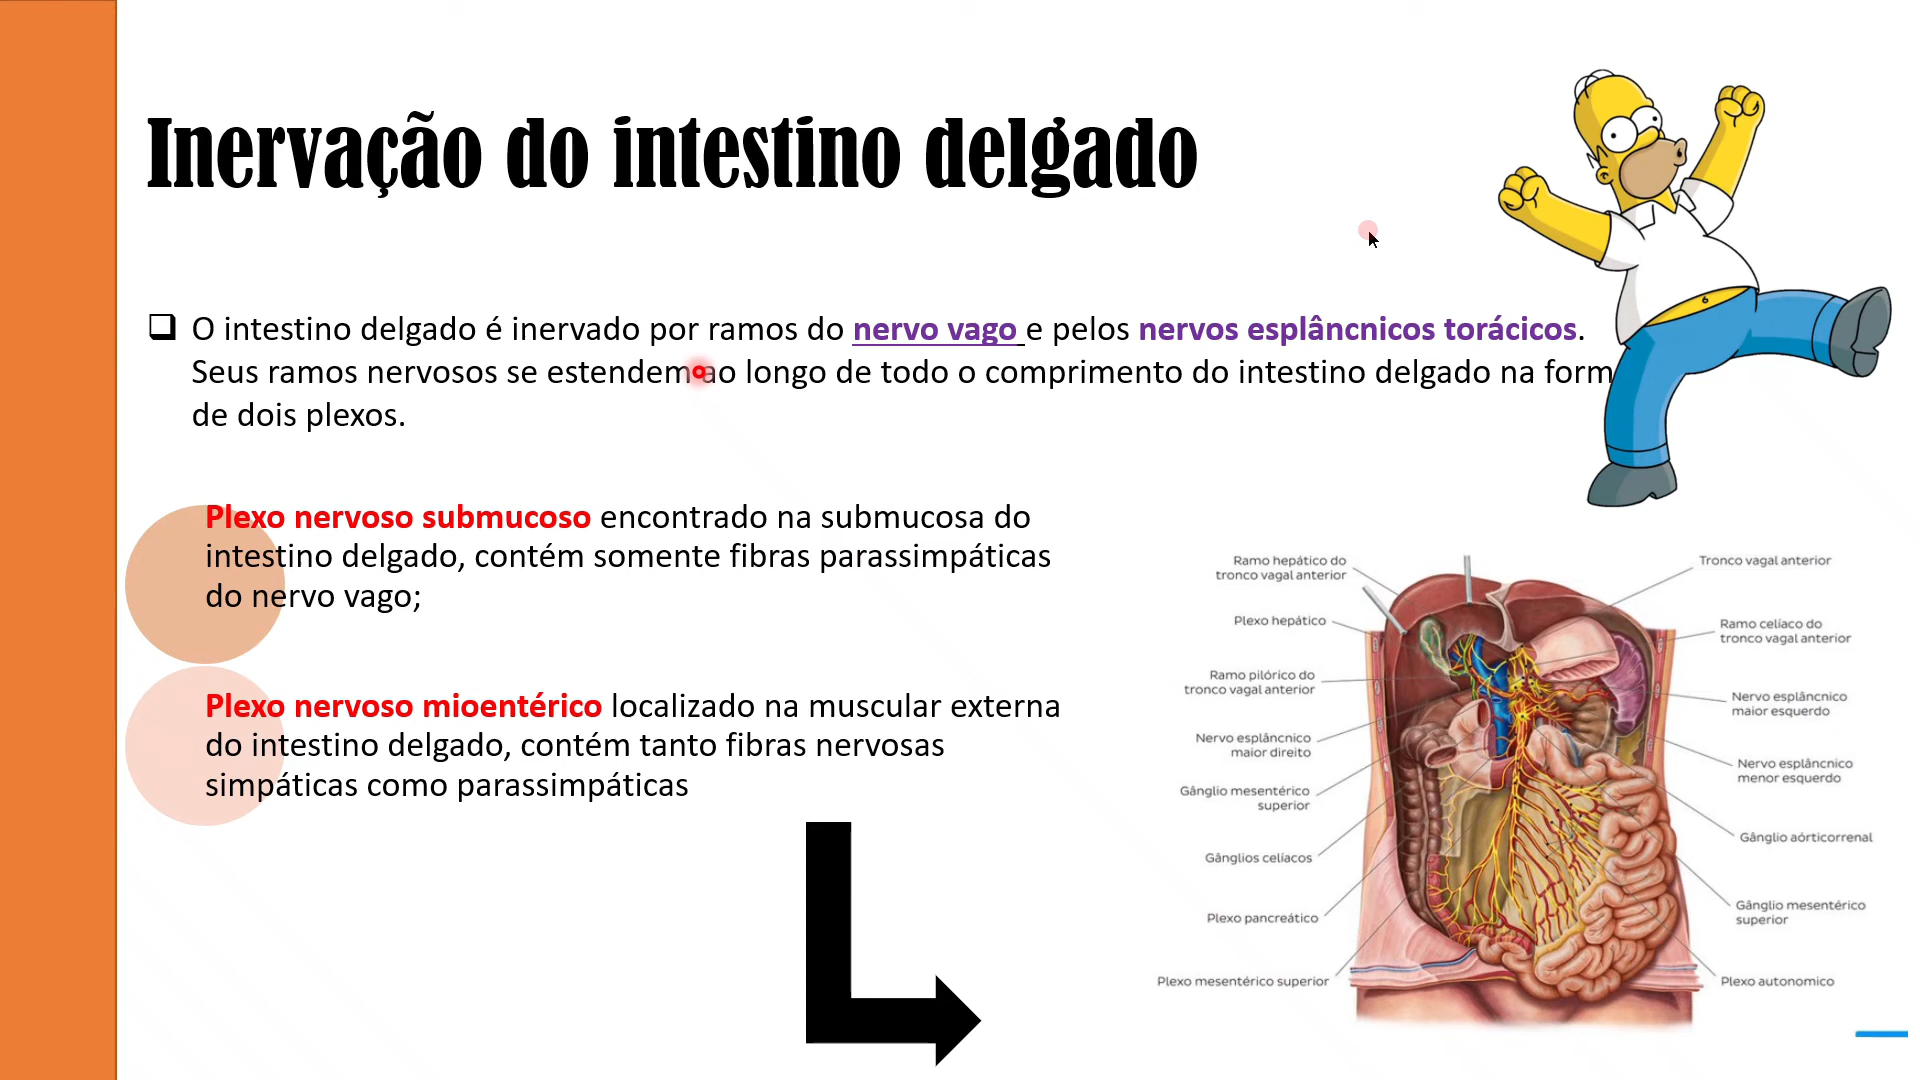 Inervação do intestino delgado
O intestino delgado é inervado por ramos do nervo vago e pelos nervos esplâncnicos torácicos.
Seus ramos nervosos se estendem ao longo de todo o comprimento do intestino delgado na form
de dois plexos.
Plexo nervoso submucoso encontrado na submucosa do
intestino delgado, contém somente fibras parassimpáticas
do nervo vago;
Plexo nervoso mioentérico localizado na muscular externa
do intestino delgado, contém tanto fibras nervosas
simpáticas como parassimpáticas
Ramo hepático do
tronco vagal anterior
Plexo hepático
Ramo pilórico do
tronco vagal anterior
Nervo esplâncnico
maior direito
Gânglio mesentérico
superior
Gânglios celíacos
Plexo pancreático
Plexo mesentérico superior
Tronco vagal anterior
Ramo celíaco do
tronco vagal anterior
Nervo esplâncnico
maior esquerdo
Nervo esplâncnico
menor esquerdo
Gânglio aórticorrenal
Gânglio mesentérico
superior
Plexo autonomico